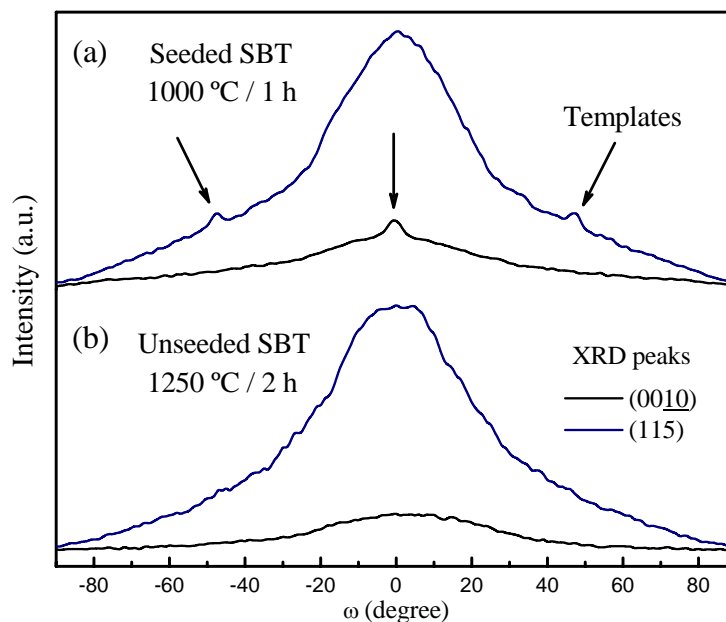 (a)
Seeded SBT
1000 ºC / 1 h
Templates
Intensity (a.u.)
(b)
Unseeded SBT
1250 ºC / 2 h
XRD peaks
(0010)
(115)
-80 -60 -40 -20 0 20 40 60 80
ω (degree)